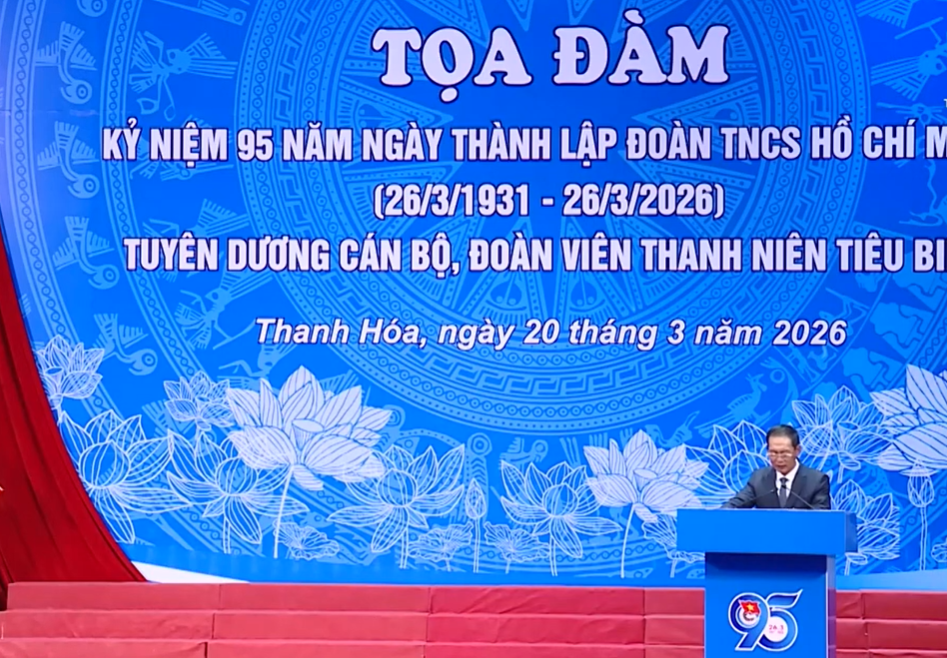 TỌA ĐÀM
KỶ NIỆM 95 NĂM NGÀY THÀNH LẬP ĐOÀN TNCS HỒ CHÍ M
(26/3/1931 - 26/3/2026)
TUYÊN DƯƠNG CÁN BỘ, ĐOÀN VIÊN THANH NIÊN TIÊU BI
Thanh Hóa, ngày 20 tháng 3 năm 2026
95